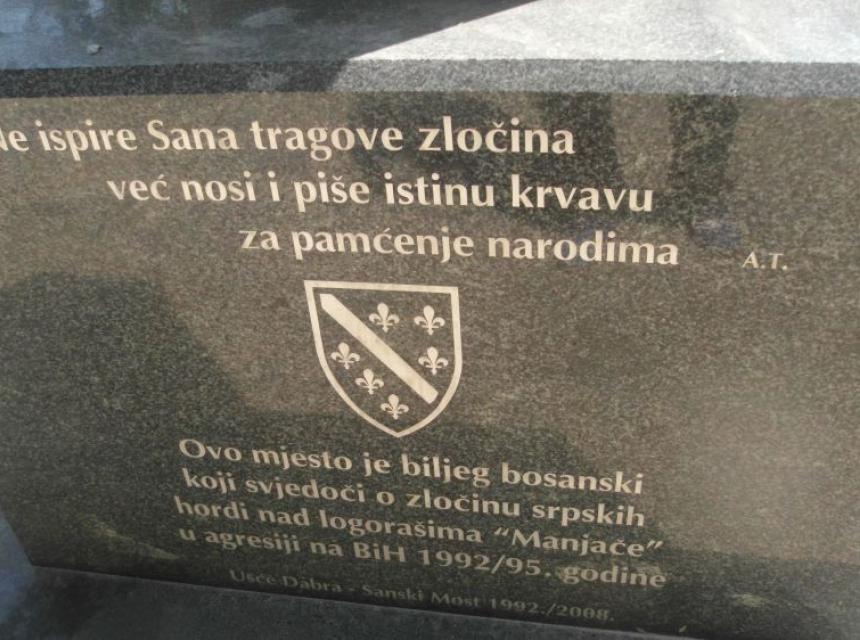 Ne ispire Sana tragove zločina
već nosi i piše istinu krvavu
za pamćenje narodima
A.T.
Ovo mjesto je biljeg bosanski
koji svjedoči o zločinu srpskih
hordi nad logorašima “Manjače”
u agresiji na BiH 1992/95. godine
Ušće Dabra - Sanski Most 1992./2008.